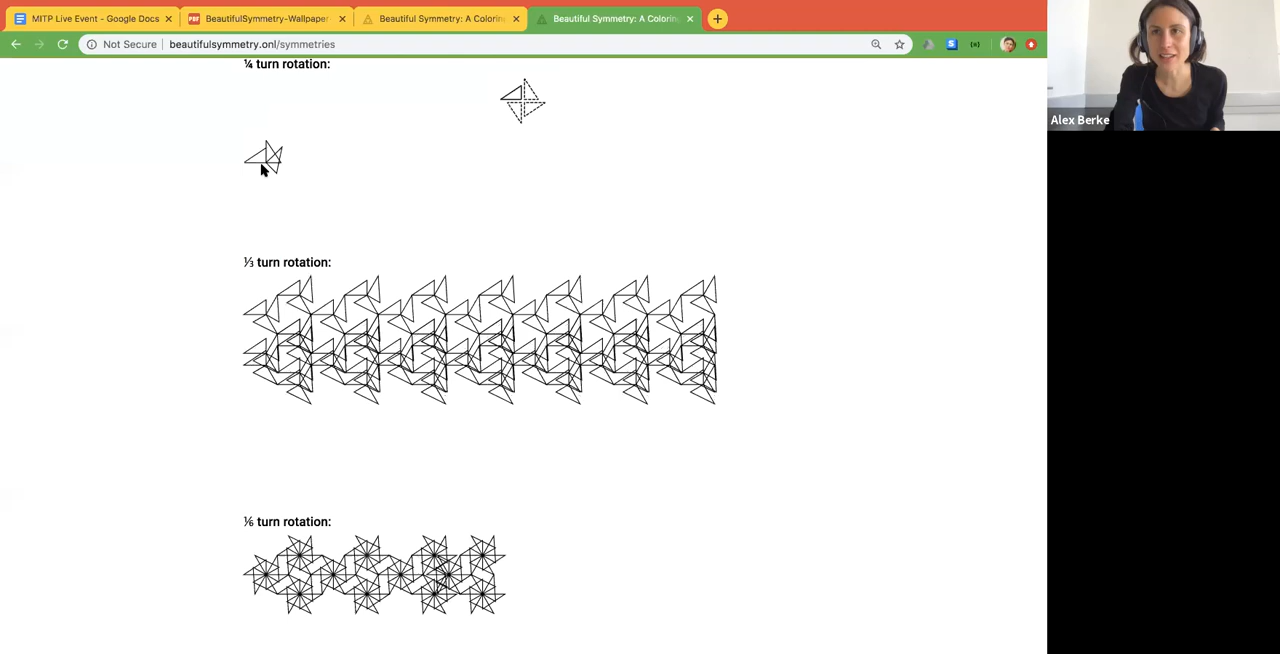 MITP Live Event - Google Docs
BeautifulSymmetry-Wallpaper
Beautiful Symmetry: A Colorin
Beautiful Symmetry: A Colorin
Not Secure | beautifulsymmetry.onl/symmetries
¼ turn rotation:
⅓ turn rotation:
⅙ turn rotation:
Alex Berke